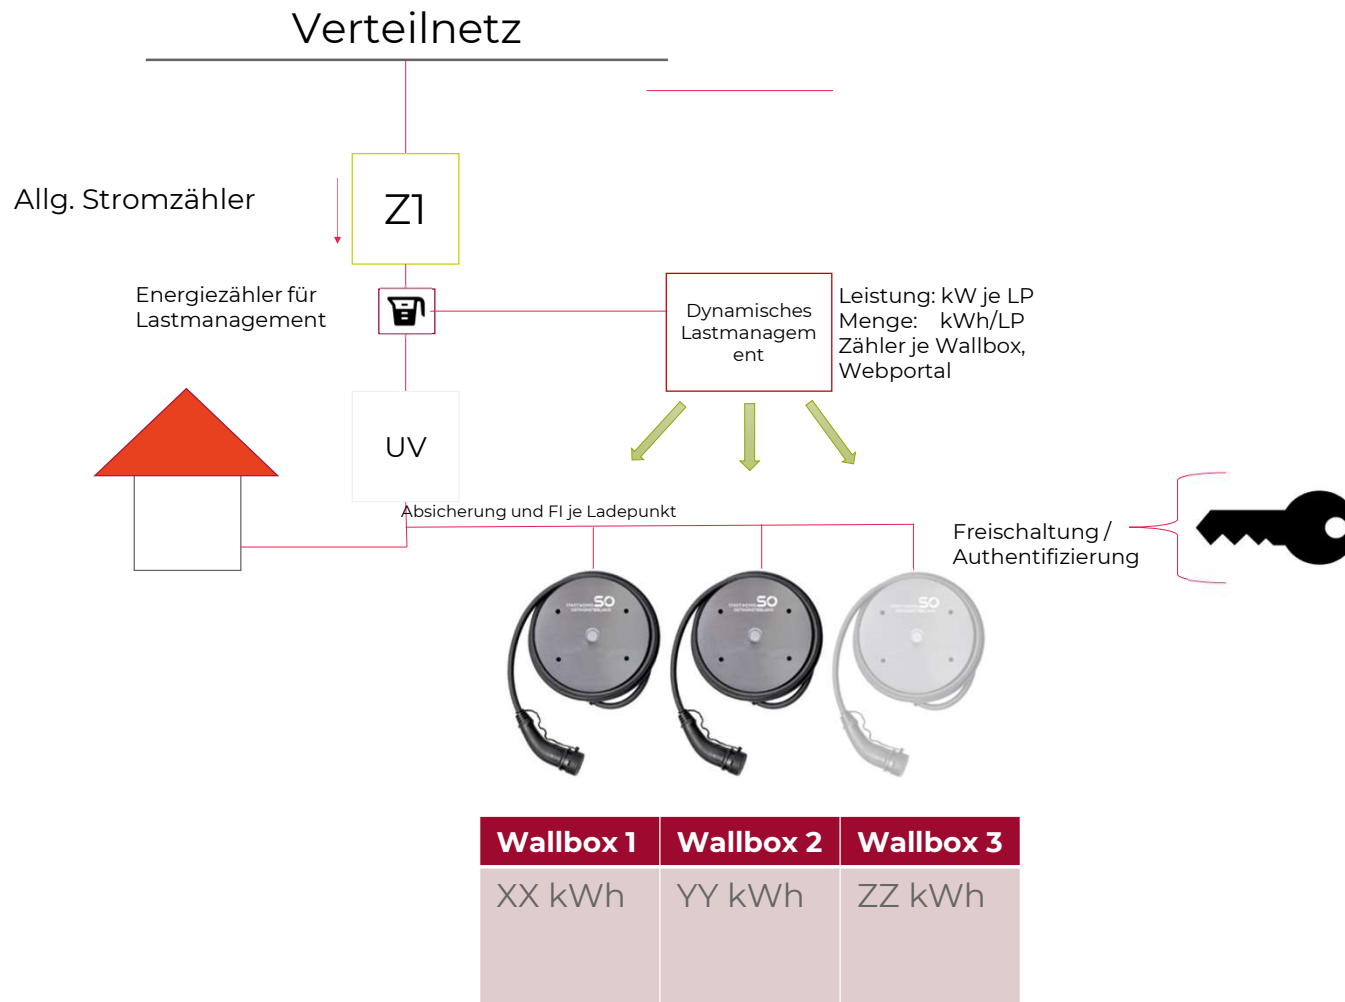 Verteilnetz
Allg. Stromzähler
Z1
Energiezähler für
Lastmanagement
Dynamisches
Lastmanagem
ent
Leistung: kW je LP
Menge: kWh/LP
Zähler je Wallbox,
Webportal
UV
Absicherung und FI je Ladepunkt
Freischaltung /
Authentifizierung
SO
SO
SO
Wallbox 1
Wallbox 2
Wallbox 3
XX kWh
YY kWh
ZZ kWh